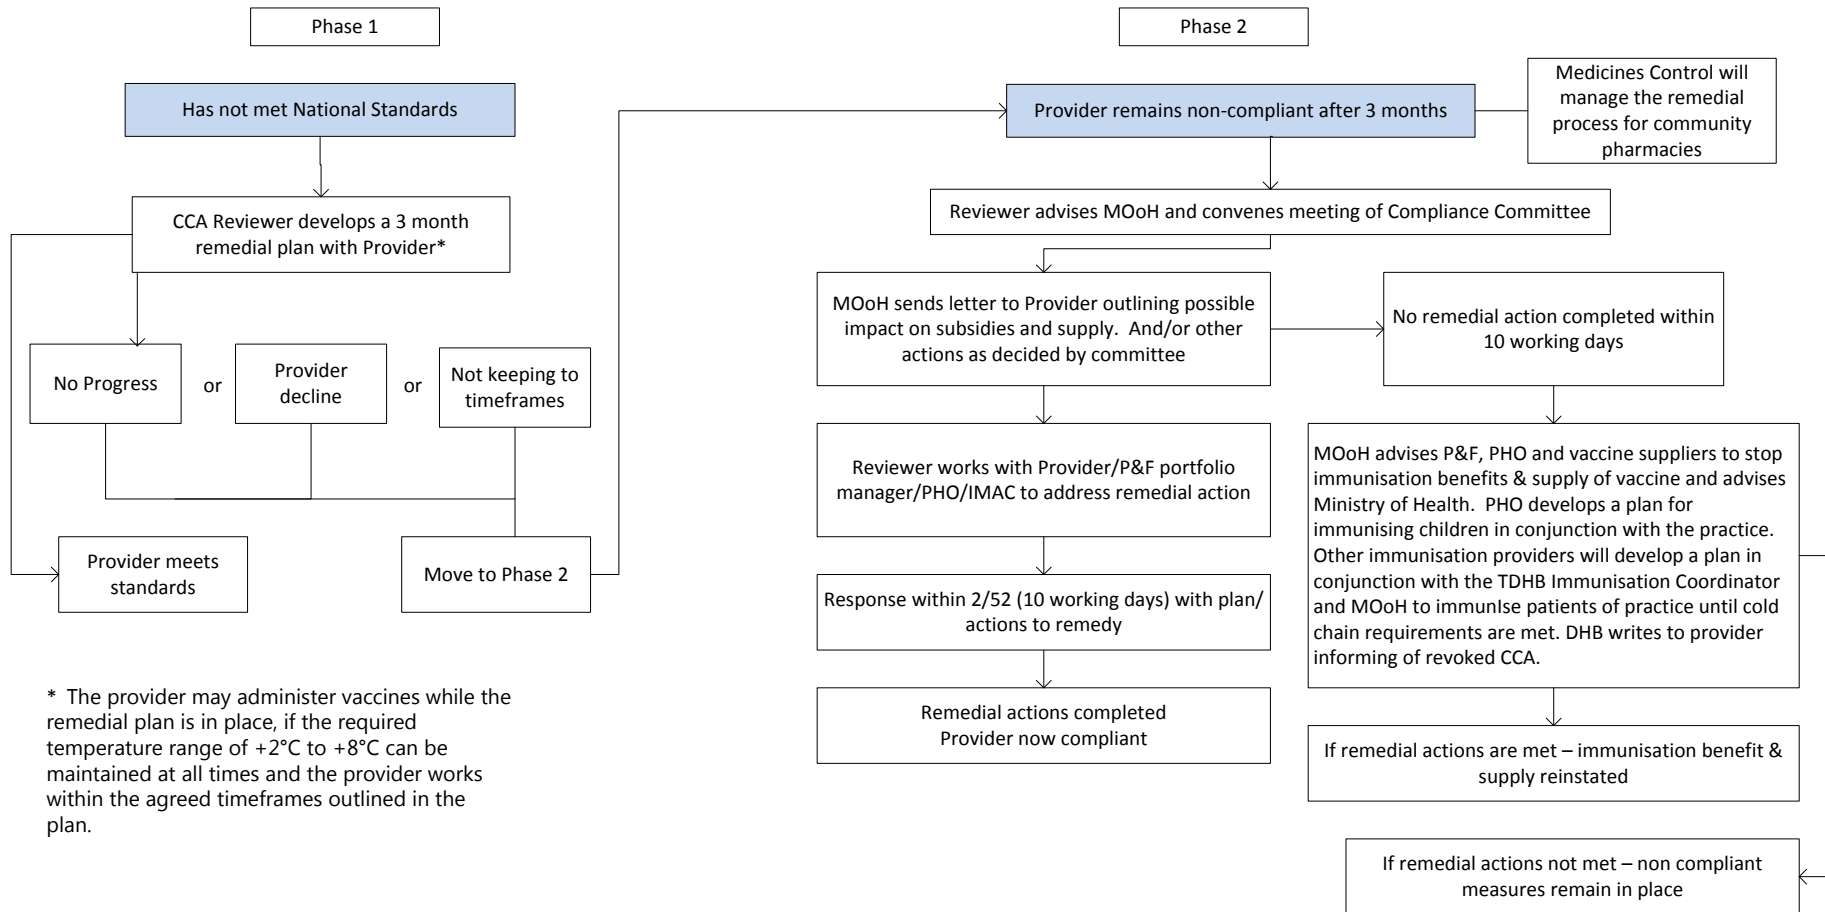 Phase 1
Has not met National Standards
CCA Reviewer develops a 3 month
remedial plan with Provider*
No Progress
or
Provider
decline
or
Not keeping to
timeframes
Provider meets
standards
Move to Phase 2
* The provider may administer vaccines while the
remedial plan is in place, if the required
temperature range of +2°C to +8°C can be
maintained at all times and the provider works
within the agreed timeframes outlined in the
plan.
Phase 2
Provider remains non-compliant after 3 months
Medicines Control will
manage the remedial
process for community
pharmacies
Reviewer advises MOoH and convenes meeting of Compliance Committee
MOoH sends letter to Provider outlining possible
impact on subsidies and supply.  And/or other
actions as decided by committee
No remedial action completed within
10 working days
Reviewer works with Provider/P&F portfolio
manager/PHO/IMAC to address remedial action
Response within 2/52 (10 working days) with plan/
actions to remedy
Remedial actions completed
Provider now compliant
MOoH advises P&F, PHO and vaccine suppliers to stop
immunisation benefits & supply of vaccine and advises
Ministry of Health.  PHO develops a plan for
immunising children in conjunction with the practice.
Other immunisation providers will develop a plan in
conjunction with the TDHB Immunisation Coordinator
and MOoH to immunIse patients of practice until cold
chain requirements are met. DHB writes to provider
informing of revoked CCA.
If remedial actions are met – immunisation benefit &
supply reinstated
If remedial actions not met – non compliant
measures remain in place